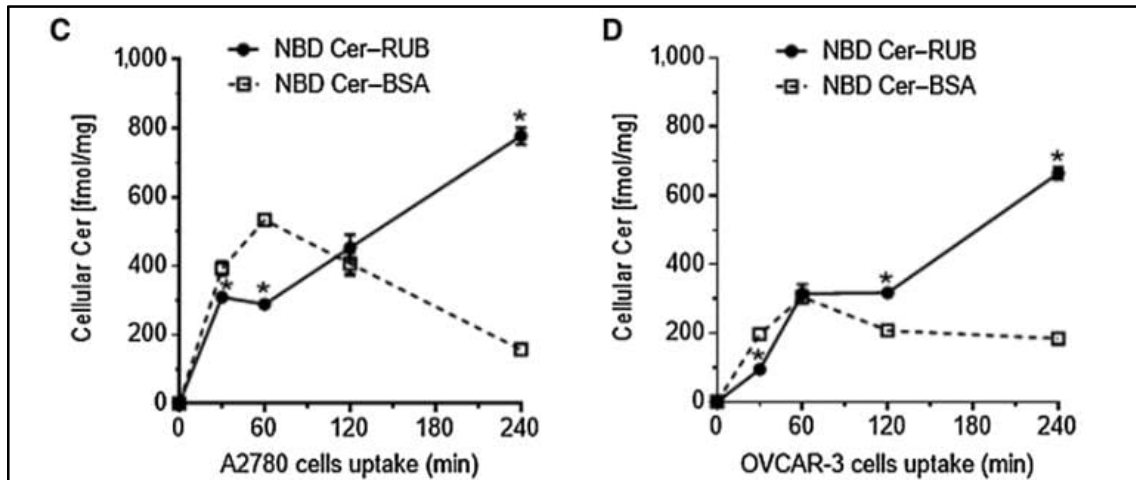 C
NBD Cer–RUB
NBD Cer–BSA
1,000
800
600
400
200
0
Cellular Cer [fmol/mg]
*
*
*
0 60 120 180 240
A2780 cells uptake (min)
D
NBD Cer–RUB
NBD Cer–BSA
1,000
800
600
400
200
0
Cellular Cer [fmol/mg]
*
*
*
0 60 120 180 240
OVCAR-3 cells uptake (min)